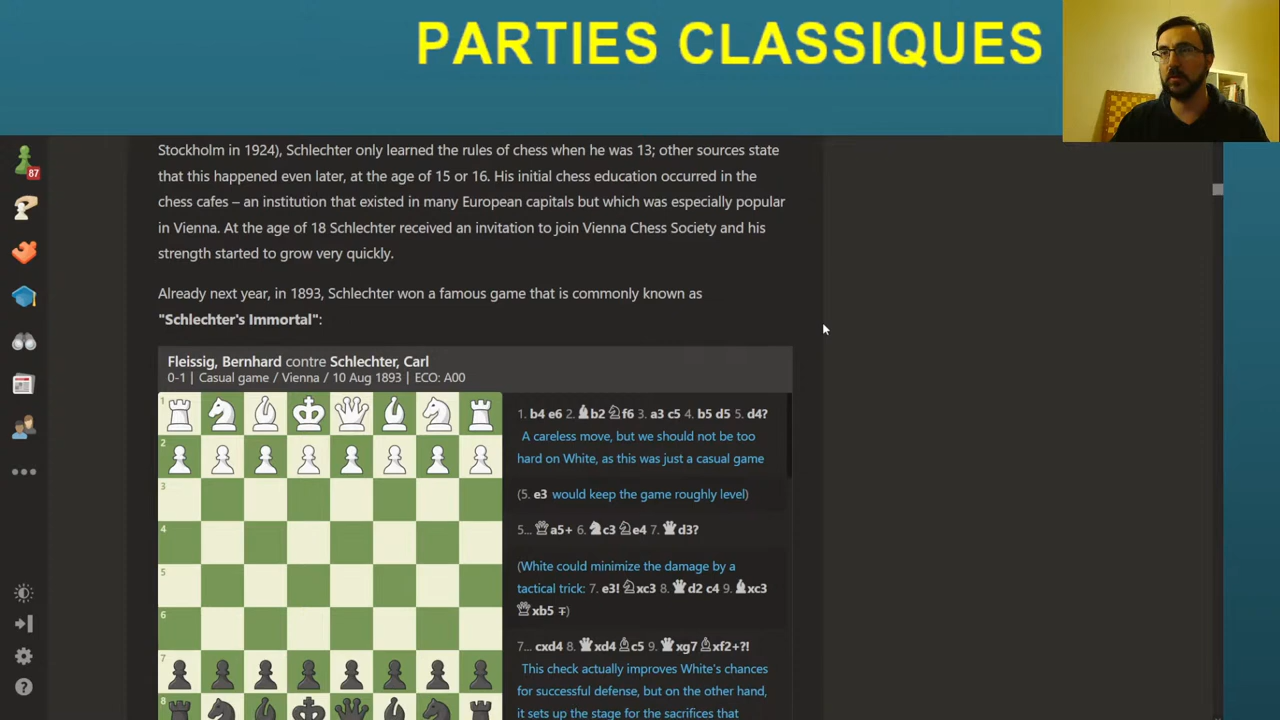 PARTIES CLASSIQUES
87
Stockholm in 1924), Schlechter only learned the rules of chess when he was 13; other sources state
that this happened even later, at the age of 15 or 16. His initial chess education occurred in the
chess cafes – an institution that existed in many European capitals but which was especially popular
in Vienna. At the age of 18 Schlechter received an invitation to join Vienna Chess Society and his
strength started to grow very quickly.
Already next year, in 1893, Schlechter won a famous game that is commonly known as
"Schlechter's Immortal":
Fleissig, Bernhard contre Schlechter, Carl
0-1 | Casual game / Vienna / 10 Aug 1893 | ECO: A00
1
2
3
4
5
6
7
8
1. b4 e6 2. ♝b2 ♘f6 3. a3 c5 4. b5 d5 5. d4?
A careless move, but we should not be too
hard on White, as this was just a casual game
(5. e3 would keep the game roughly level)
5... ♕a5+ 6. ♞c3 ♘e4 7. ♛d3?
(White could minimize the damage by a
tactical trick: 7. e3! ♘xc3 8. ♛d2 c4 9. ♝xc3
♕xb5 ∓)
7... cxd4 8. ♛xd4 ♗c5 9. ♛xg7 ♗xf2+?!
This check actually improves White's chances
for successful defense, but on the other hand,
it sets up the stage for the sacrifices that